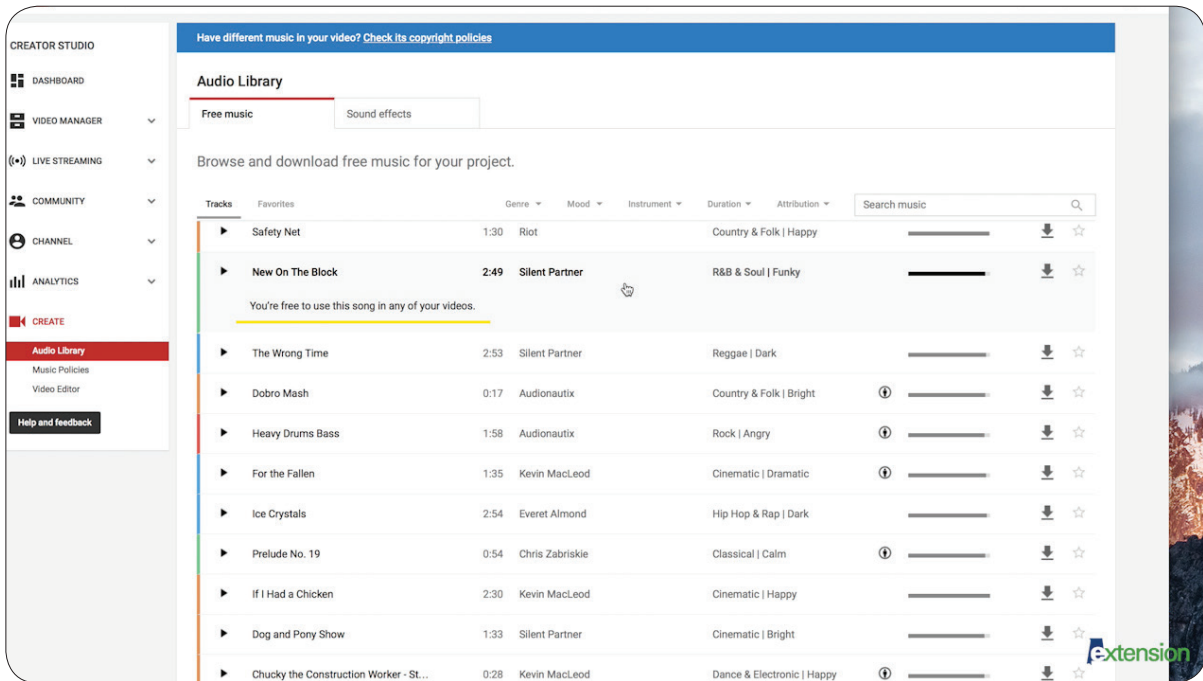 Have different music in your video? Check its copyright policies
CREATOR STUDIO
DASHBOARD
VIDEO MANAGER
LIVE STREAMING
COMMUNITY
CHANNEL
ANALYTICS
CREATE
Audio Library
Music Policies
Video Editor
Help and feedback
Audio Library
Free music Sound effects
Browse and download free music for your project.
Tracks Favorites Genre Mood Instrument Duration Attribution Search music
Safety Net 1:30 Riot Country & Folk | Happy
New On The Block 2:49 Silent Partner R&B & Soul | Funky
You're free to use this song in any of your videos.
The Wrong Time 2:53 Silent Partner Reggae | Dark
Dobro Mash 0:17 Audionautix Country & Folk | Bright
Heavy Drums Bass 1:58 Audionautix Rock | Angry
For the Fallen 1:35 Kevin MacLeod Cinematic | Dramatic
Ice Crystals 2:54 Everet Almond Hip Hop & Rap | Dark
Prelude No. 19 0:54 Chris Zabriskie Classical | Calm
If I Had a Chicken 2:30 Kevin MacLeod Cinematic | Happy
Dog and Pony Show 1:33 Silent Partner Cinematic | Bright
Chucky the Construction Worker - St... 0:28 Kevin MacLeod Dance & Electronic | Happy
extension